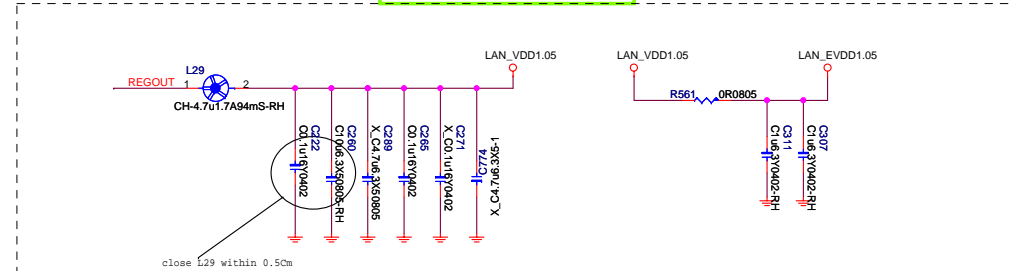 LAN_VDD1.05
LAN_VDD1.05
LAN_EVDD1.05
L29
REGOUT
1
2
CH-4.7u1.7A94mS-RH
R561
0R0805
C222
C0.1u16Y0402
C260
C10u6.3X50805-RH
C289
X_C4.7u6.3X50805
C265
C0.1u16Y0402
C271
X_C0.1u16Y0402
C774
X_C4.7u6.3X5-1
C311
C1u6.3Y0402-RH
C307
C1u6.3Y0402-RH
close L29 within 0.5Cm